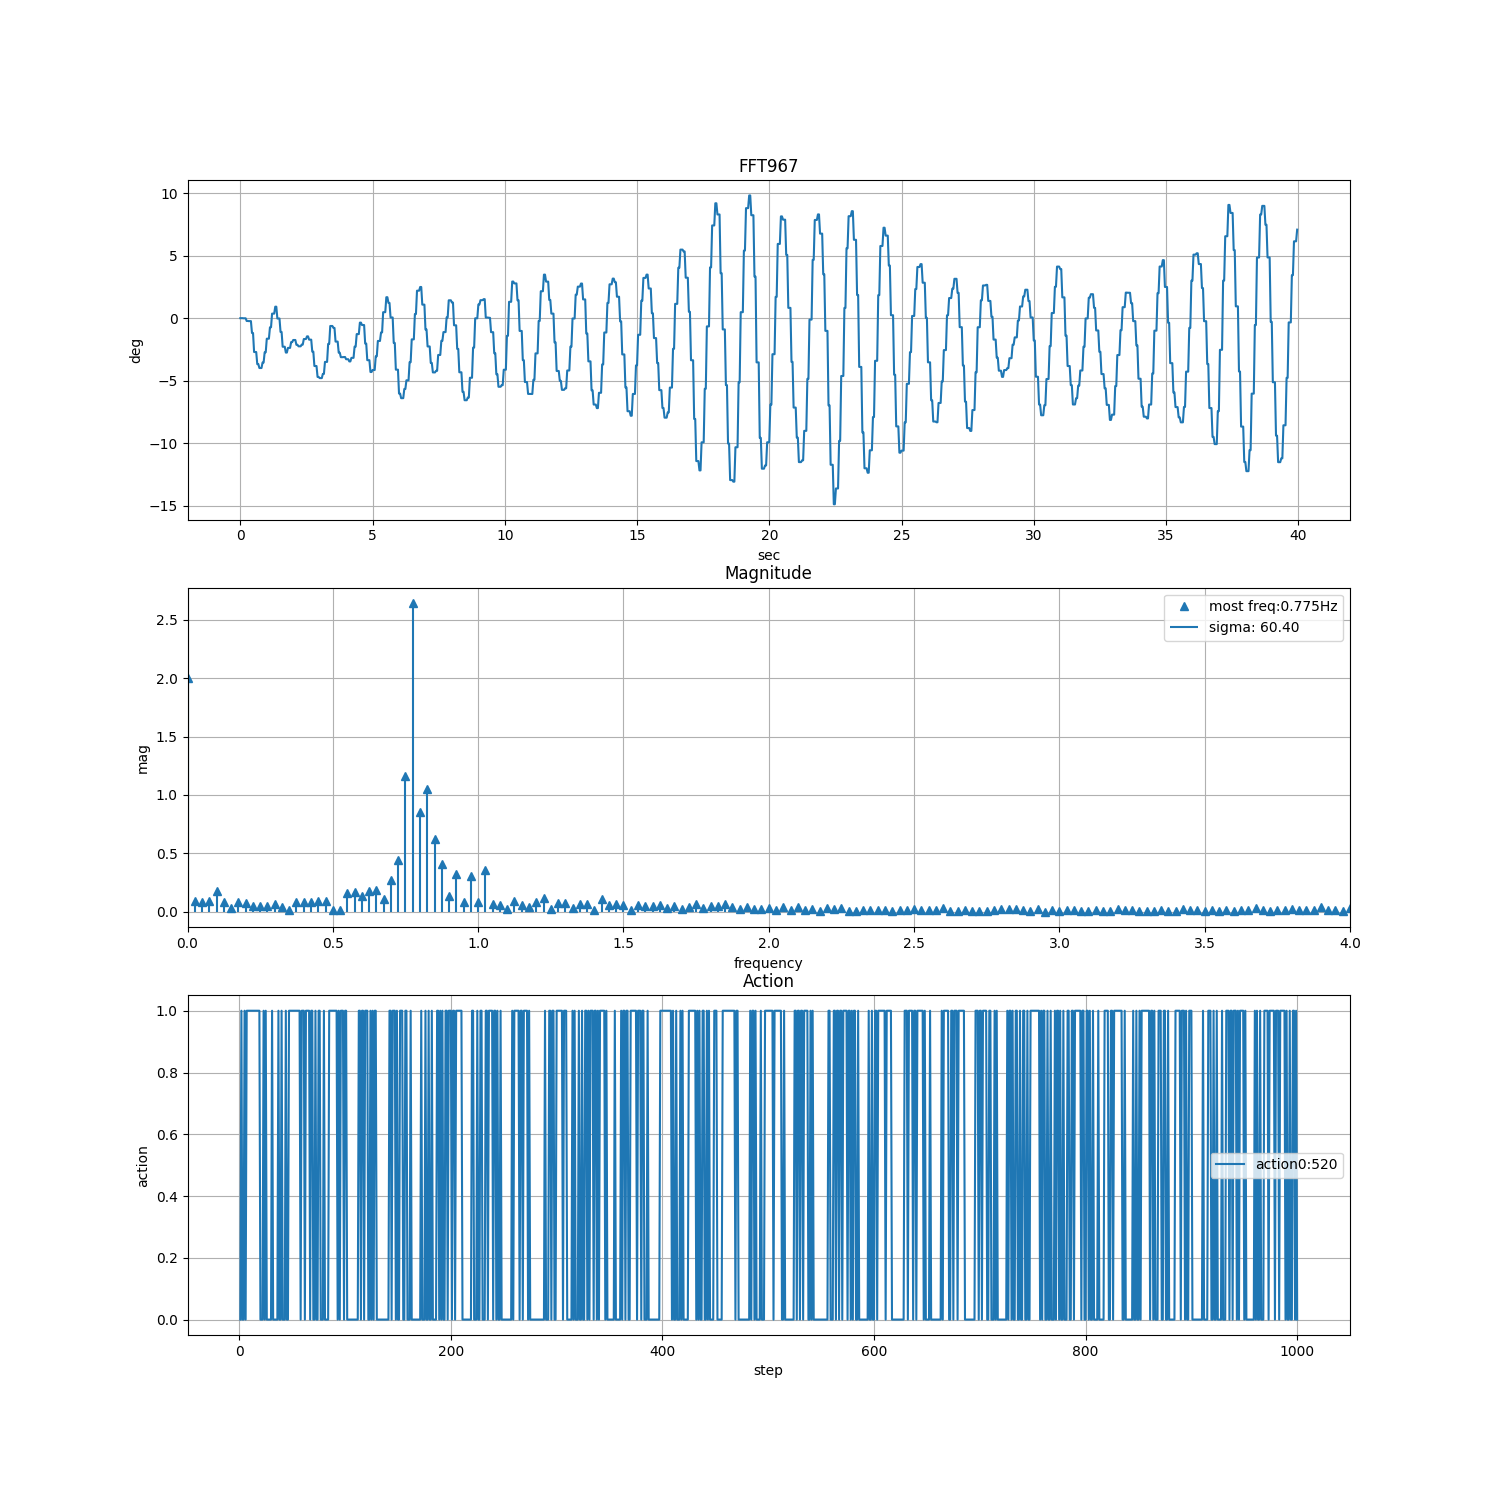 FFT967
10
5
0
−5
−10
−15
deg
0 5 10 15 20 25 30 35 40
sec
Magnitude
most freq:0.775Hz
sigma: 60.40
2.5
2.0
1.5
1.0
0.5
0.0
mag
0.0 0.5 1.0 1.5 2.0 2.5 3.0 3.5 4.0
frequency
Action
1.0
0.8
0.6
0.4
0.2
0.0
action
action0:520
0 200 400 600 800 1000
step